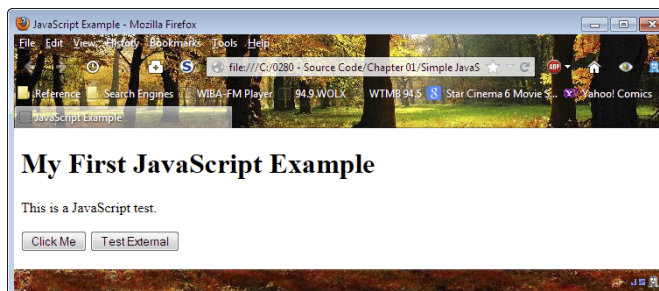 JavaScript Example - Mozilla Firefox
File Edit View History Bookmarks Tools Help
file:///C:/0280 - Source Code/Chapter 01/Simple JavaS
Reference Search Engines WIBA-FM Player 94.9.WOLX WTMB 94.5 Star Cinema 6 Movie S... Yahoo! Comics
JavaScript Example
My First JavaScript Example
This is a JavaScript test.
Click Me Test External
JS